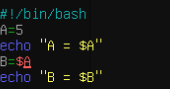 #!/bin/bash
A=5
echo "A = $A"
B=$A
echo "B = $B"